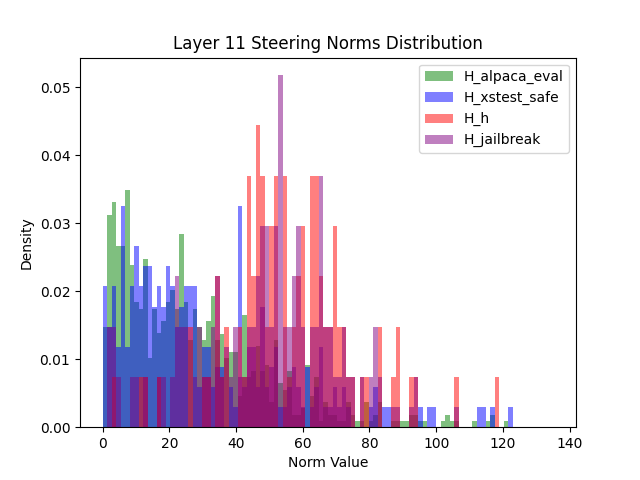 Layer 11 Steering Norms Distribution
H_alpaca_eval
H_xstest_safe
H_h
H_jailbreak
Density
0.05
0.04
0.03
0.02
0.01
0.00
0 20 40 60 80 100 120 140
Norm Value